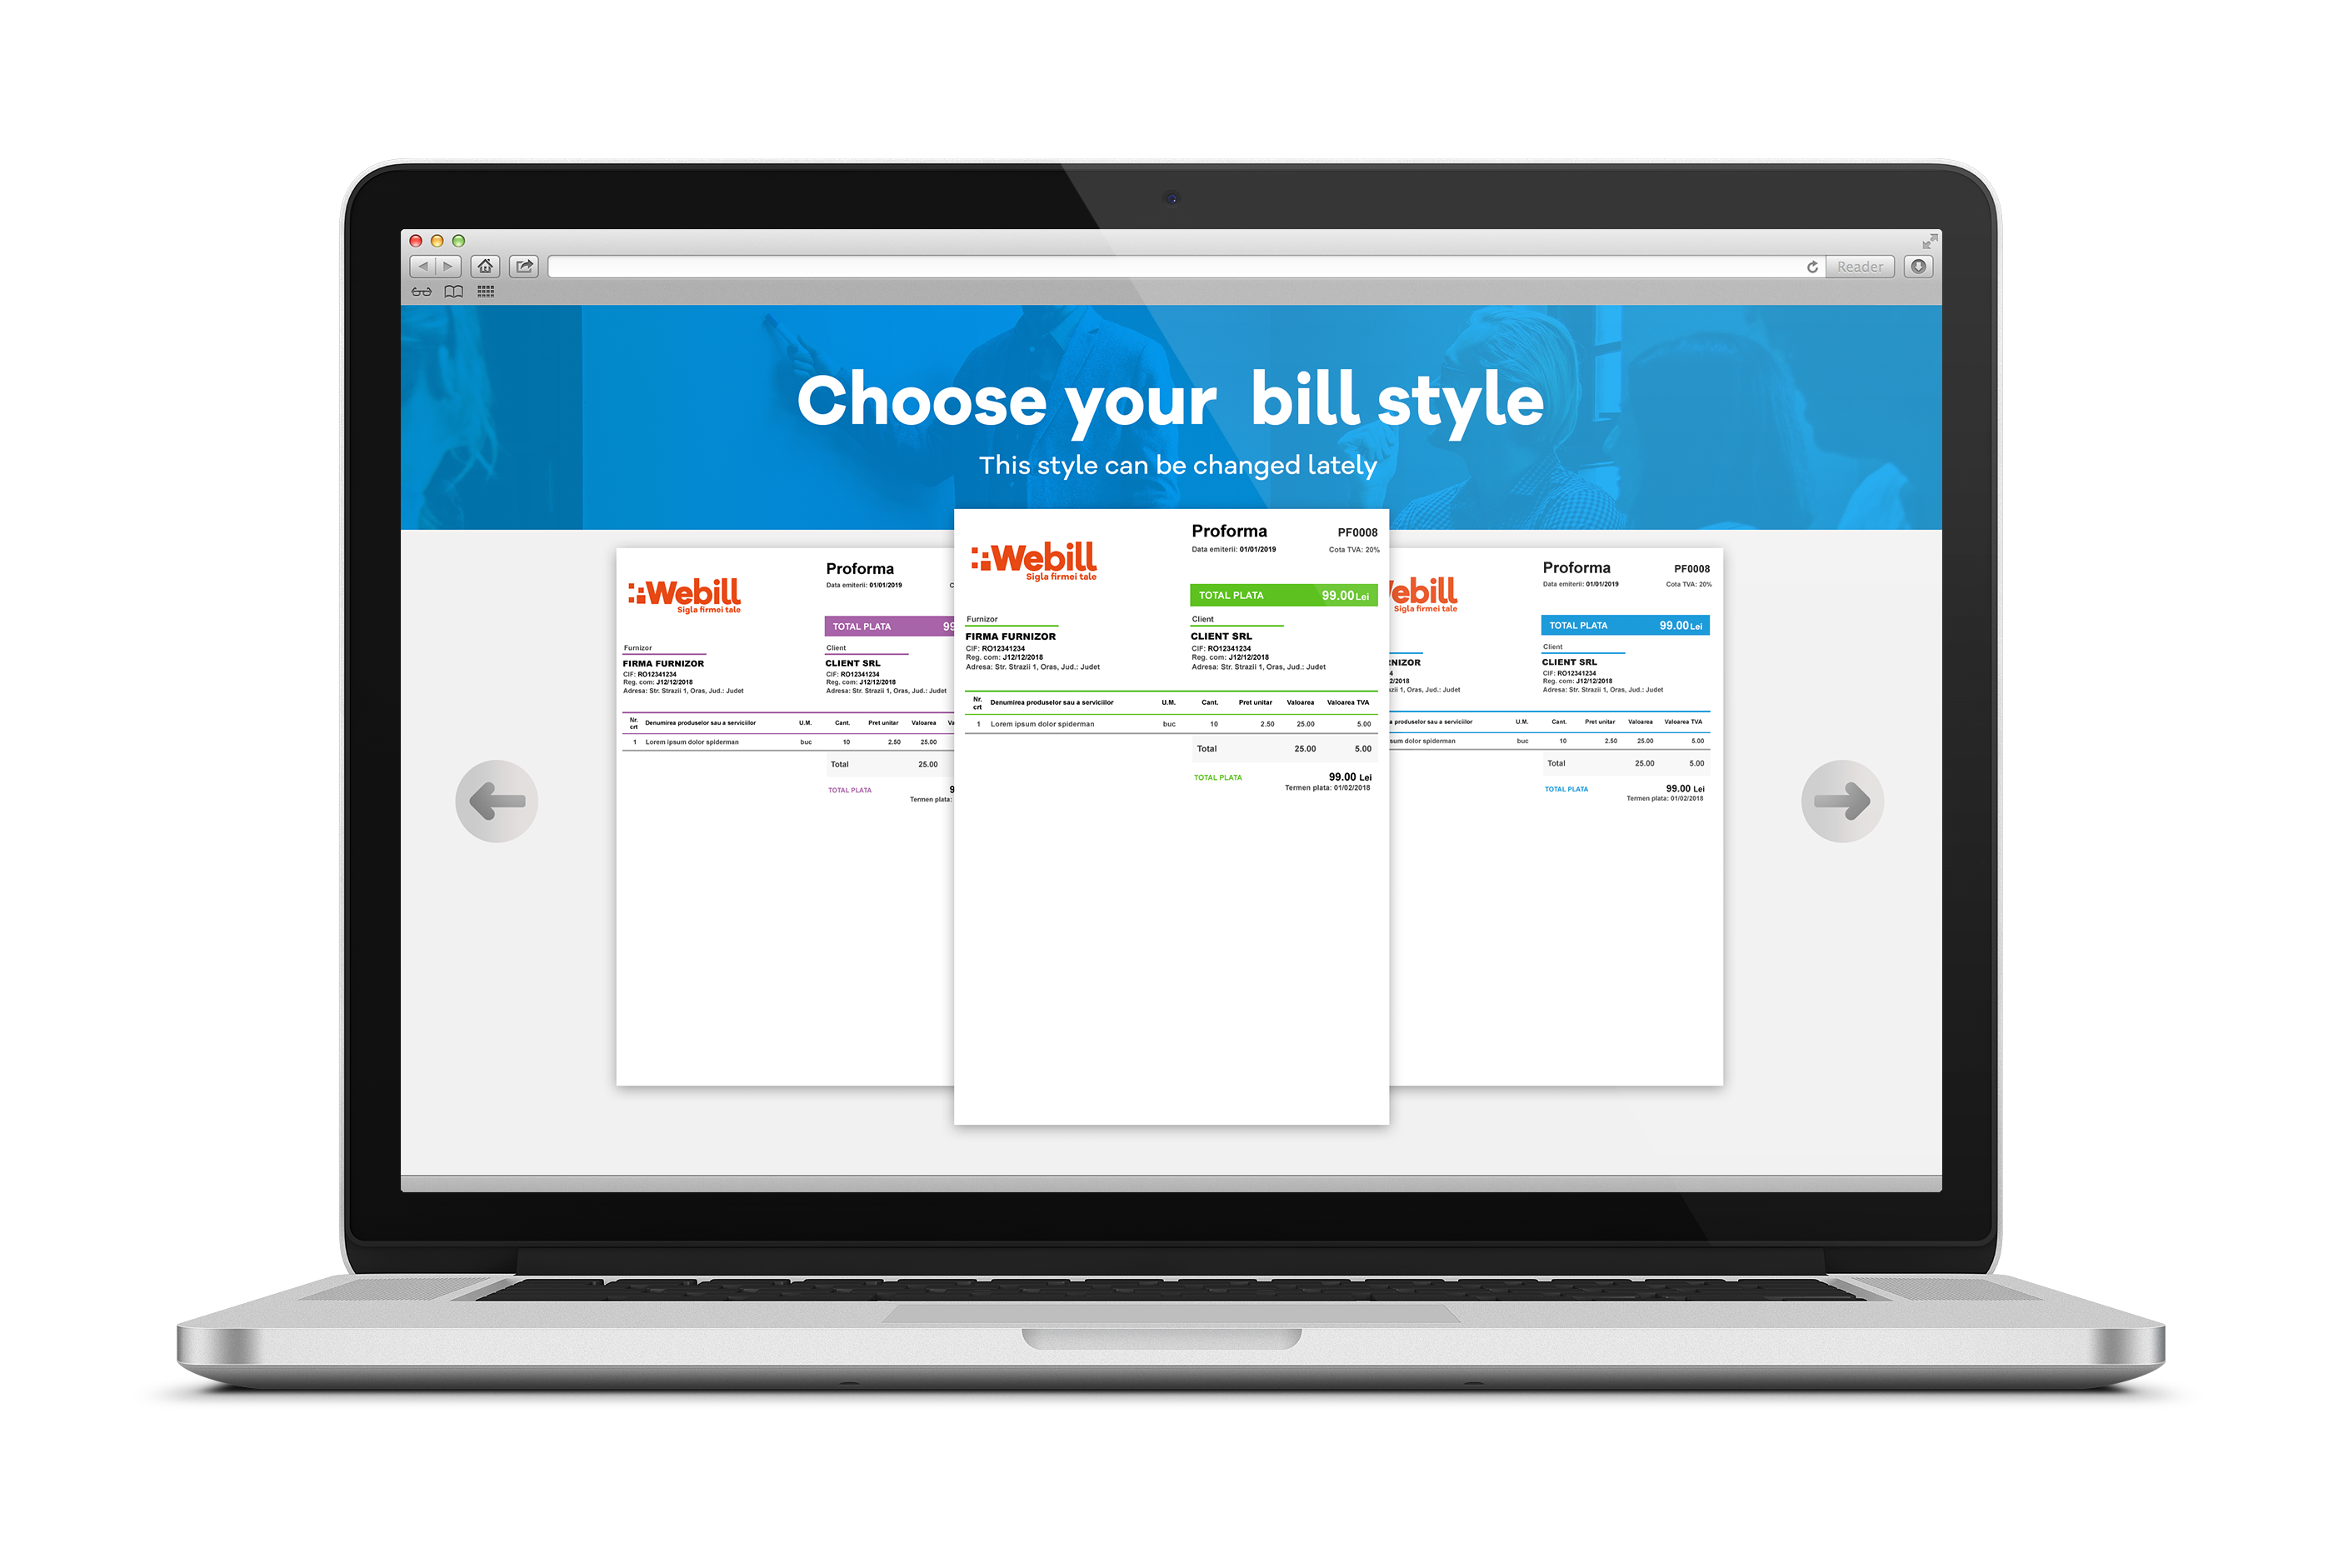 Reader
Choose your bill style
This style can be changed lately
Webill
Sigla firmei tale
Proforma
Data emiterii: 01/01/2019
TOTAL PLATA 99
Furnizor
FIRMA FURNIZOR
CIF: RO12341234
Reg. com: J12/12/2018
Adresa: Str. Strazii 1, Oras, Jud.: Judet
Client
CLIENT SRL
CIF: RO12341234
Reg. com: J12/12/2018
Adresa: Str. Strazii 1, Oras, Jud.: Judet
Nr. crt Denumirea produselor sau a serviciilor U.M. Cant. Pret unitar Valoarea Va
1 Lorem ipsum dolor spiderman buc 10 2.50 25.00
Total 25.00
TOTAL PLATA 9
Termen plata:
Webill
Sigla firmei tale
Proforma PF0008
Data emiterii: 01/01/2019 Cota TVA: 20%
TOTAL PLATA 99.00 Lei
Furnizor
FIRMA FURNIZOR
CIF: RO12341234
Reg. com: J12/12/2018
Adresa: Str. Strazii 1, Oras, Jud.: Judet
Client
CLIENT SRL
CIF: RO12341234
Reg. com: J12/12/2018
Adresa: Str. Strazii 1, Oras, Jud.: Judet
Nr. crt Denumirea produselor sau a serviciilor U.M. Cant. Pret unitar Valoarea Valoarea TVA
1 Lorem ipsum dolor spiderman buc 10 2.50 25.00 5.00
Total 25.00 5.00
TOTAL PLATA 99.00 Lei
Termen plata: 01/02/2018
ebill
Sigla firmei tale
Proforma PF0008
Data emiterii: 01/01/2019 Cota TVA: 20%
TOTAL PLATA 99.00 Lei
NIZOR
4
2/2018
zii 1, Oras, Jud.: Judet
Client
CLIENT SRL
CIF: RO12341234
Reg. com: J12/12/2018
Adresa: Str. Strazii 1, Oras, Jud.: Judet
a produselor sau a serviciilor U.M. Cant. Pret unitar Valoarea Valoarea TVA
sum dolor spiderman buc 10 2.50 25.00 5.00
Total 25.00 5.00
TOTAL PLATA 99.00 Lei
Termen plata: 01/02/2018